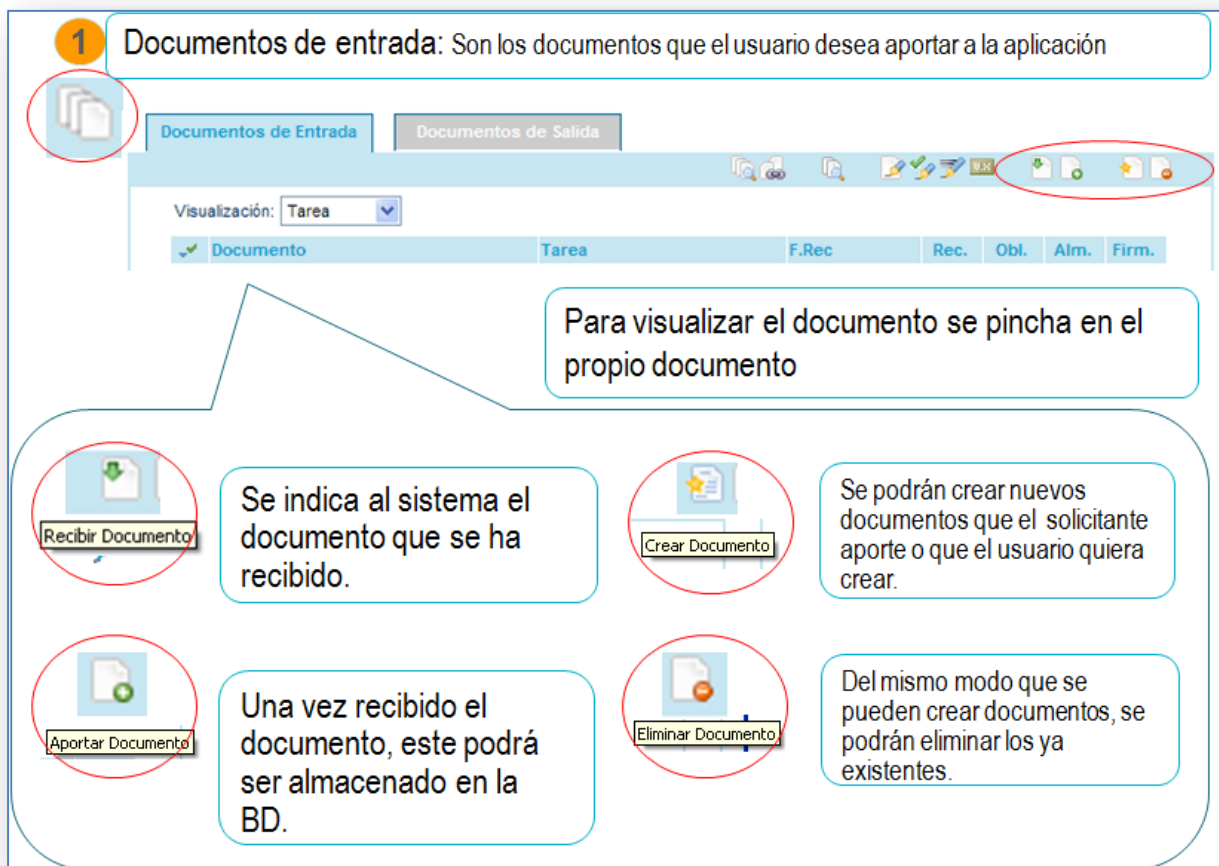 1 Documentos de entrada: Son los documentos que el usuario desea aportar a la aplicación
Documentos de Entrada Documentos de Salida
Visualización: Tarea
Documento Tarea F.Rec Rec. Obl. Alm. Firm.
Para visualizar el documento se pincha en el
propio documento
Recibir Documento
Se indica al sistema el
documento que se ha
recibido.
Crear Documento
Se podrán crear nuevos
documentos que el solicitante
aporte o que el usuario quiera
crear.
Aportar Documento
Una vez recibido el
documento, este podrá
ser almacenado en la
BD.
Eliminar Documento
Del mismo modo que se
pueden crear documentos, se
podrán eliminar los ya
existentes.